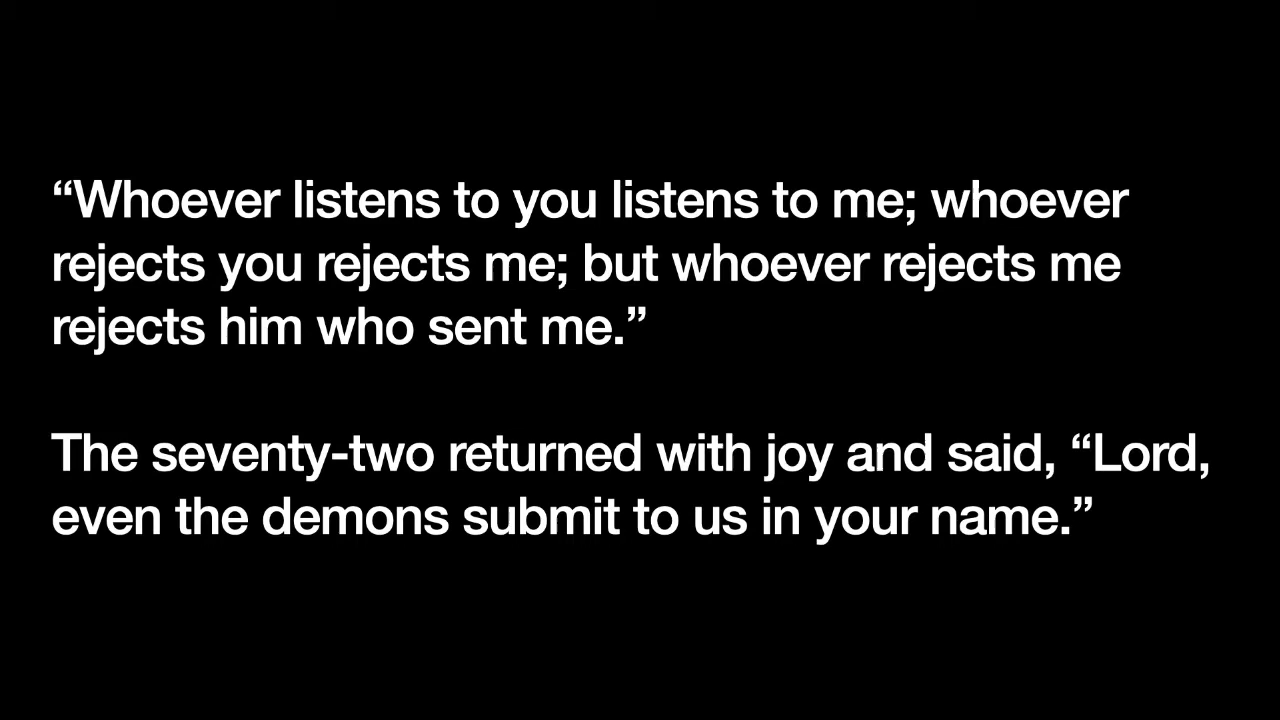 “Whoever listens to you listens to me; whoever
rejects you rejects me; but whoever rejects me
rejects him who sent me.”
The seventy-two returned with joy and said, “Lord,
even the demons submit to us in your name.”